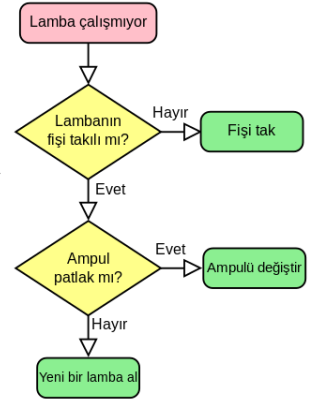 Lamba çalışmıyor
Lambanın
fişi takılı mı?
Hayır
Fişi tak
Evet
Ampul
patlak mı?
Evet
Ampulü değiştir
Hayır
Yeni bir lamba al